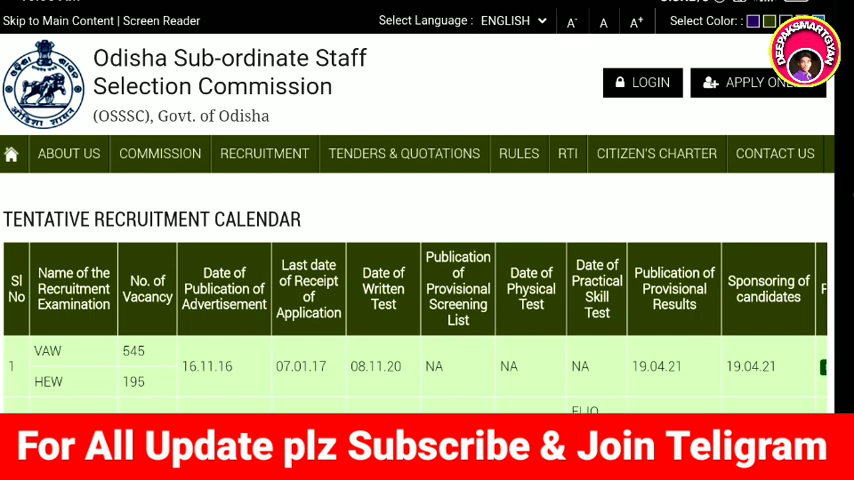 Skip to Main Content | Screen Reader
Select Language : ENGLISH
A-
A
A+
Select Color :
DEEPAKSMARTGYAN
Odisha Sub-ordinate Staff
Selection Commission
(OSSSC), Govt. of Odisha
LOGIN
APPLY ONL
ABOUT US
COMMISSION
RECRUITMENT
TENDERS & QUOTATIONS
RULES
RTI
CITIZEN'S CHARTER
CONTACT US
TENTATIVE RECRUITMENT CALENDAR
Sl
No
Name of the
Recruitment
Examination
No. of
Vacancy
Date of
Publication of
Advertisement
Last date
of Receipt
of
Application
Date of
Written
Test
Publication
of
Provisional
Screening
List
Date of
Physical
Test
Date of
Practical
Skill
Test
Publication of
Provisional
Results
Sponsoring of
candidates
1
VAW
545
HEW
195
16.11.16
07.01.17
08.11.20
NA
NA
NA
19.04.21
19.04.21
For All Update plz Subscribe & Join Teligram